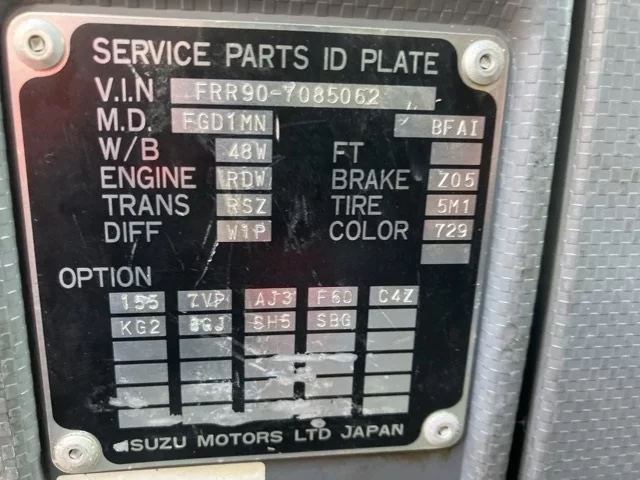 SERVICE PARTS ID PLATE
V.I.N FRR90-7085062
M.D. FGD1MN BFAI
W/B 48W FT
ENGINE RDW BRAKE Z05
TRANS RSZ TIRE 5M1
DIFF W1P COLOR 729
OPTION
155 7VP AJ3 F60 C4Z
KG2 SH5 SBG
ISUZU MOTORS LTD JAPAN